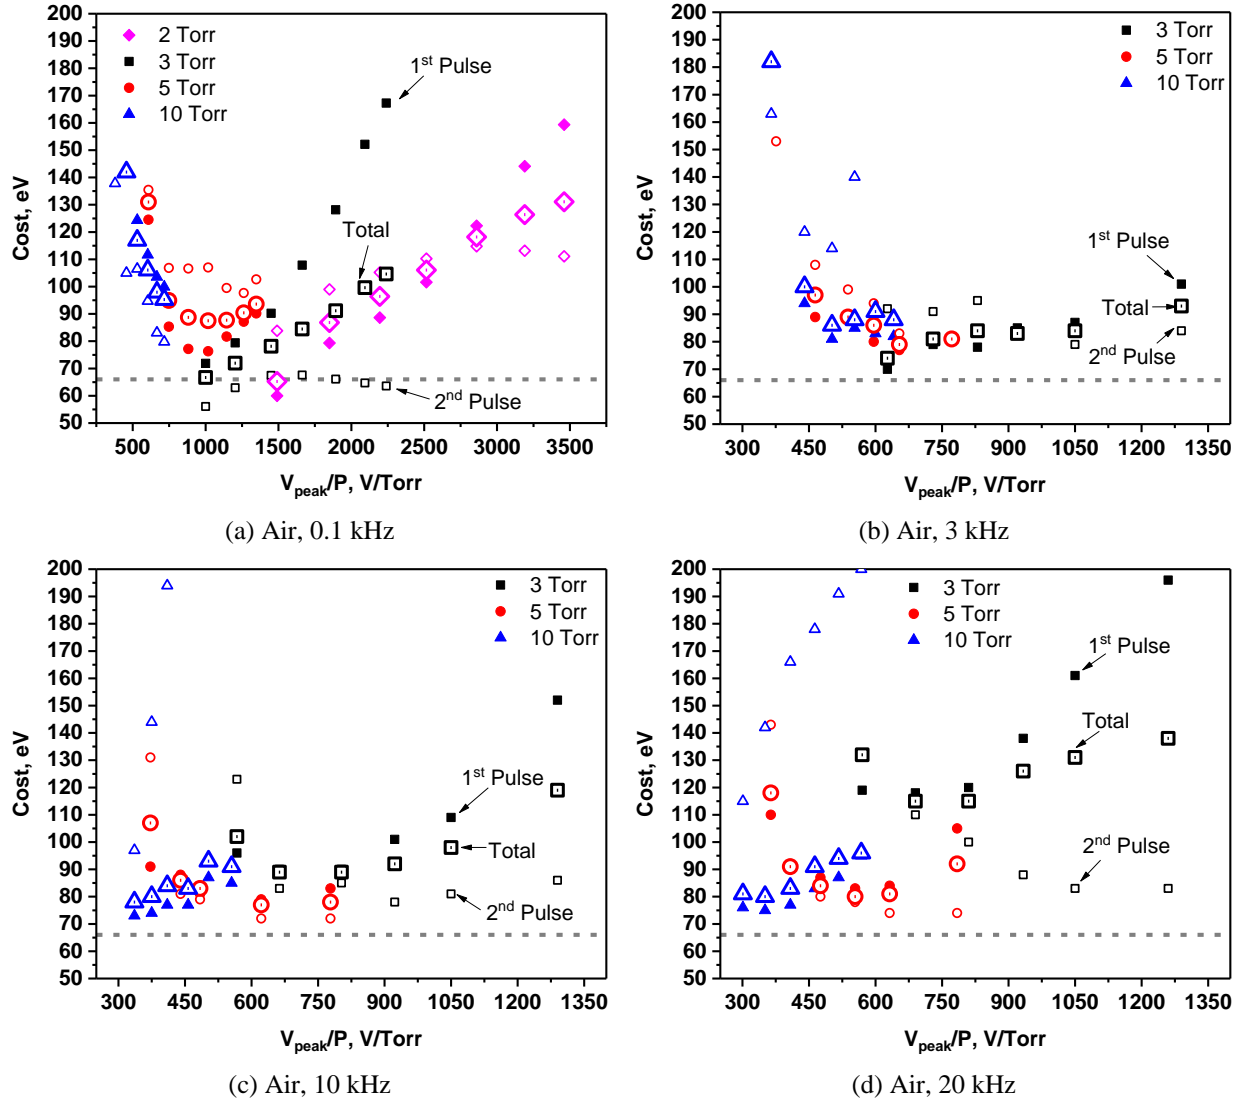 200
190
180
170
160
150
140
130
120
110
100
90
80
70
60
50
Cost, eV
2 Torr
3 Torr
5 Torr
10 Torr
1st Pulse
Total
2nd Pulse
500 1000 1500 2000 2500 3000 3500
Vpeak/P, V/Torr
(a) Air, 0.1 kHz
200
190
180
170
160
150
140
130
120
110
100
90
80
70
60
50
Cost, eV
3 Torr
5 Torr
10 Torr
1st Pulse
Total
2nd Pulse
300 450 600 750 900 1050 1200 1350
Vpeak/P, V/Torr
(b) Air, 3 kHz
200
190
180
170
160
150
140
130
120
110
100
90
80
70
60
50
Cost, eV
3 Torr
5 Torr
10 Torr
1st Pulse
Total
2nd Pulse
300 450 600 750 900 1050 1200 1350
Vpeak/P, V/Torr
(c) Air, 10 kHz
200
190
180
170
160
150
140
130
120
110
100
90
80
70
60
50
Cost, eV
3 Torr
5 Torr
10 Torr
1st Pulse
Total
2nd Pulse
300 450 600 750 900 1050 1200 1350
Vpeak/P, V/Torr
(d) Air, 20 kHz